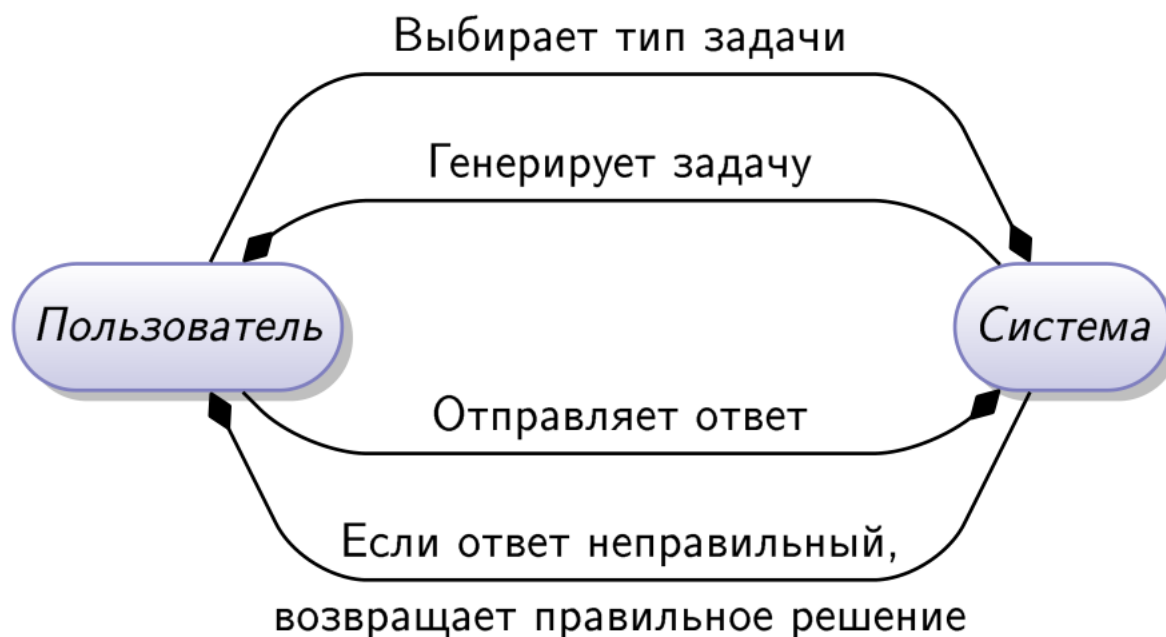 Выбирает тип задачи
Генерирует задачу
Пользователь
Система
Отправляет ответ
Если ответ неправильный,
возвращает правильное решение